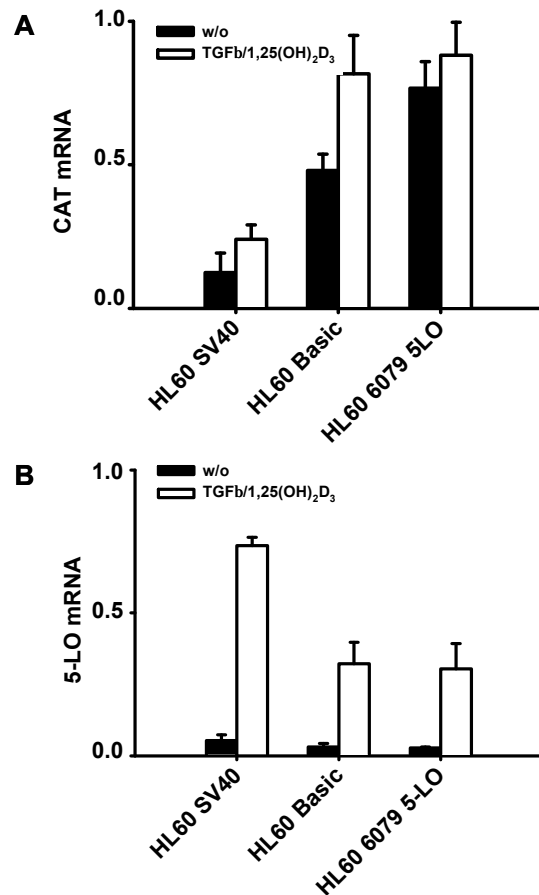 A
w/o
TGFb/1,25(OH)₂D₃
CAT mRNA
1.0
0.5
0.0
HL60 SV40
HL60 Basic
HL60 6079 5LO
B
w/o
TGFb/1,25(OH)₂D₃
5-LO mRNA
1.0
0.5
0.0
HL60 SV40
HL60 Basic
HL60 6079 5-LO